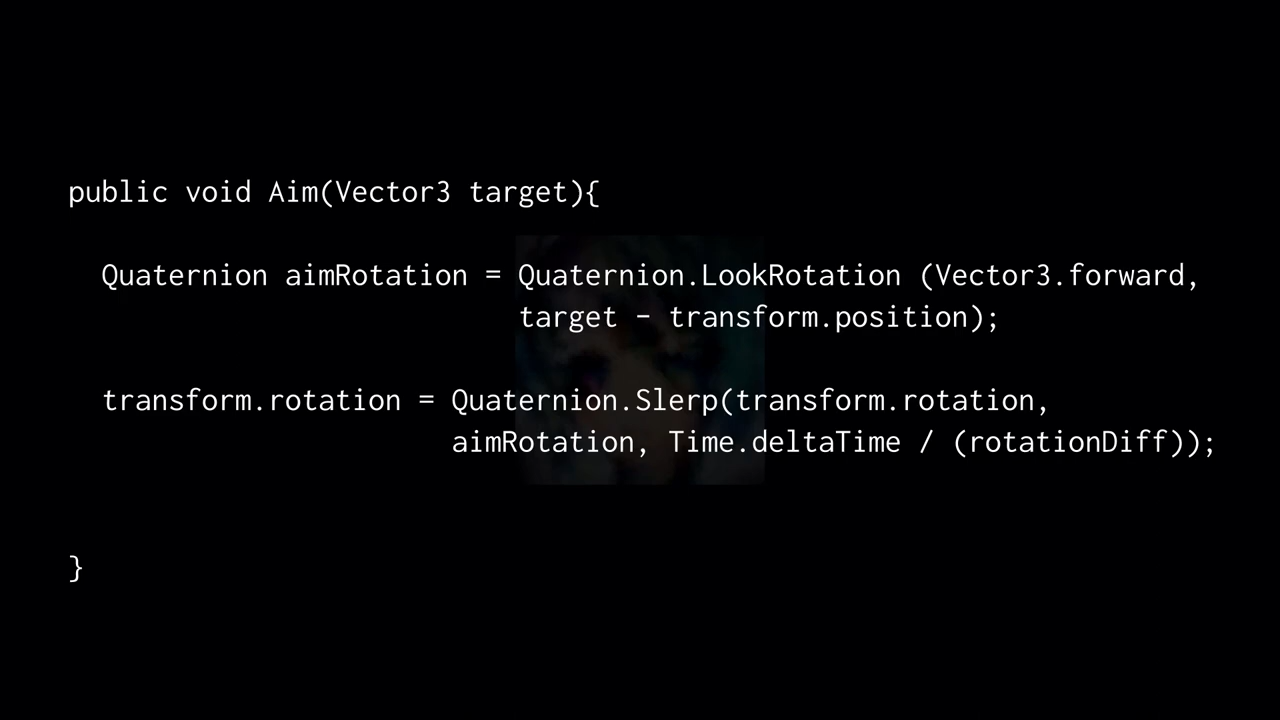 public void Aim(Vector3 target){
Quaternion aimRotation = Quaternion.LookRotation (Vector3.forward,
target - transform.position);
transform.rotation = Quaternion.Slerp(transform.rotation,
aimRotation, Time.deltaTime / (rotationDiff));
}